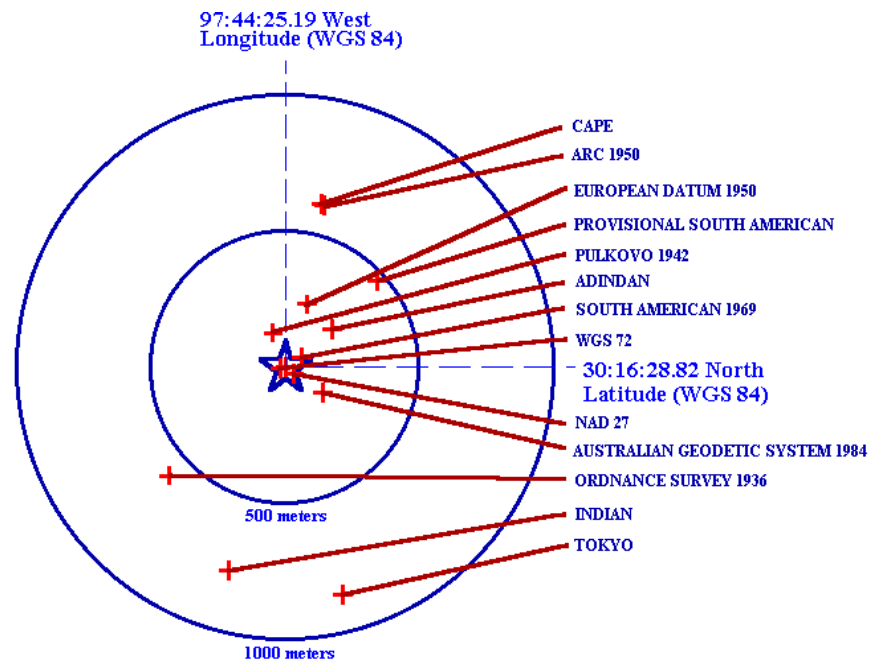 97:44:25.19 West
Longitude (WGS 84)
CAPE
ARC 1950
EUROPEAN DATUM 1950
PROVISIONAL SOUTH AMERICAN
PULKOVO 1942
ADINDAN
SOUTH AMERICAN 1969
WGS 72
30:16:28.82 North
Latitude (WGS 84)
NAD 27
AUSTRALIAN GEODETIC SYSTEM 1984
ORDNANCE SURVEY 1936
500 meters
INDIAN
TOKYO
1000 meters